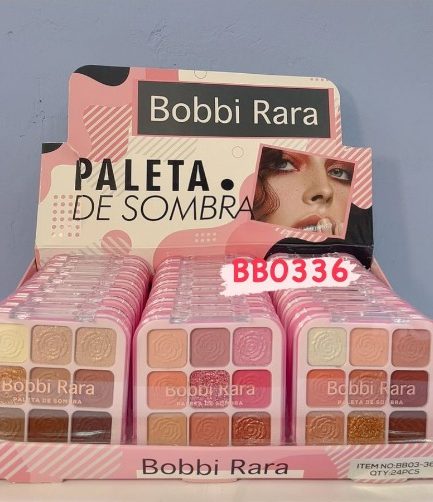 Bobbi Rara
PALETA
DE SOMBRA
BB0336
Bobbi Rara
PALETA DE SOMBRA
Bobbi Rara
PALETA DE SOMBRA
Bobbi Rara
PALETA DE SOMBRA
Bobbi Rara
ITEM NO:BB03-36
QTY:24PCS